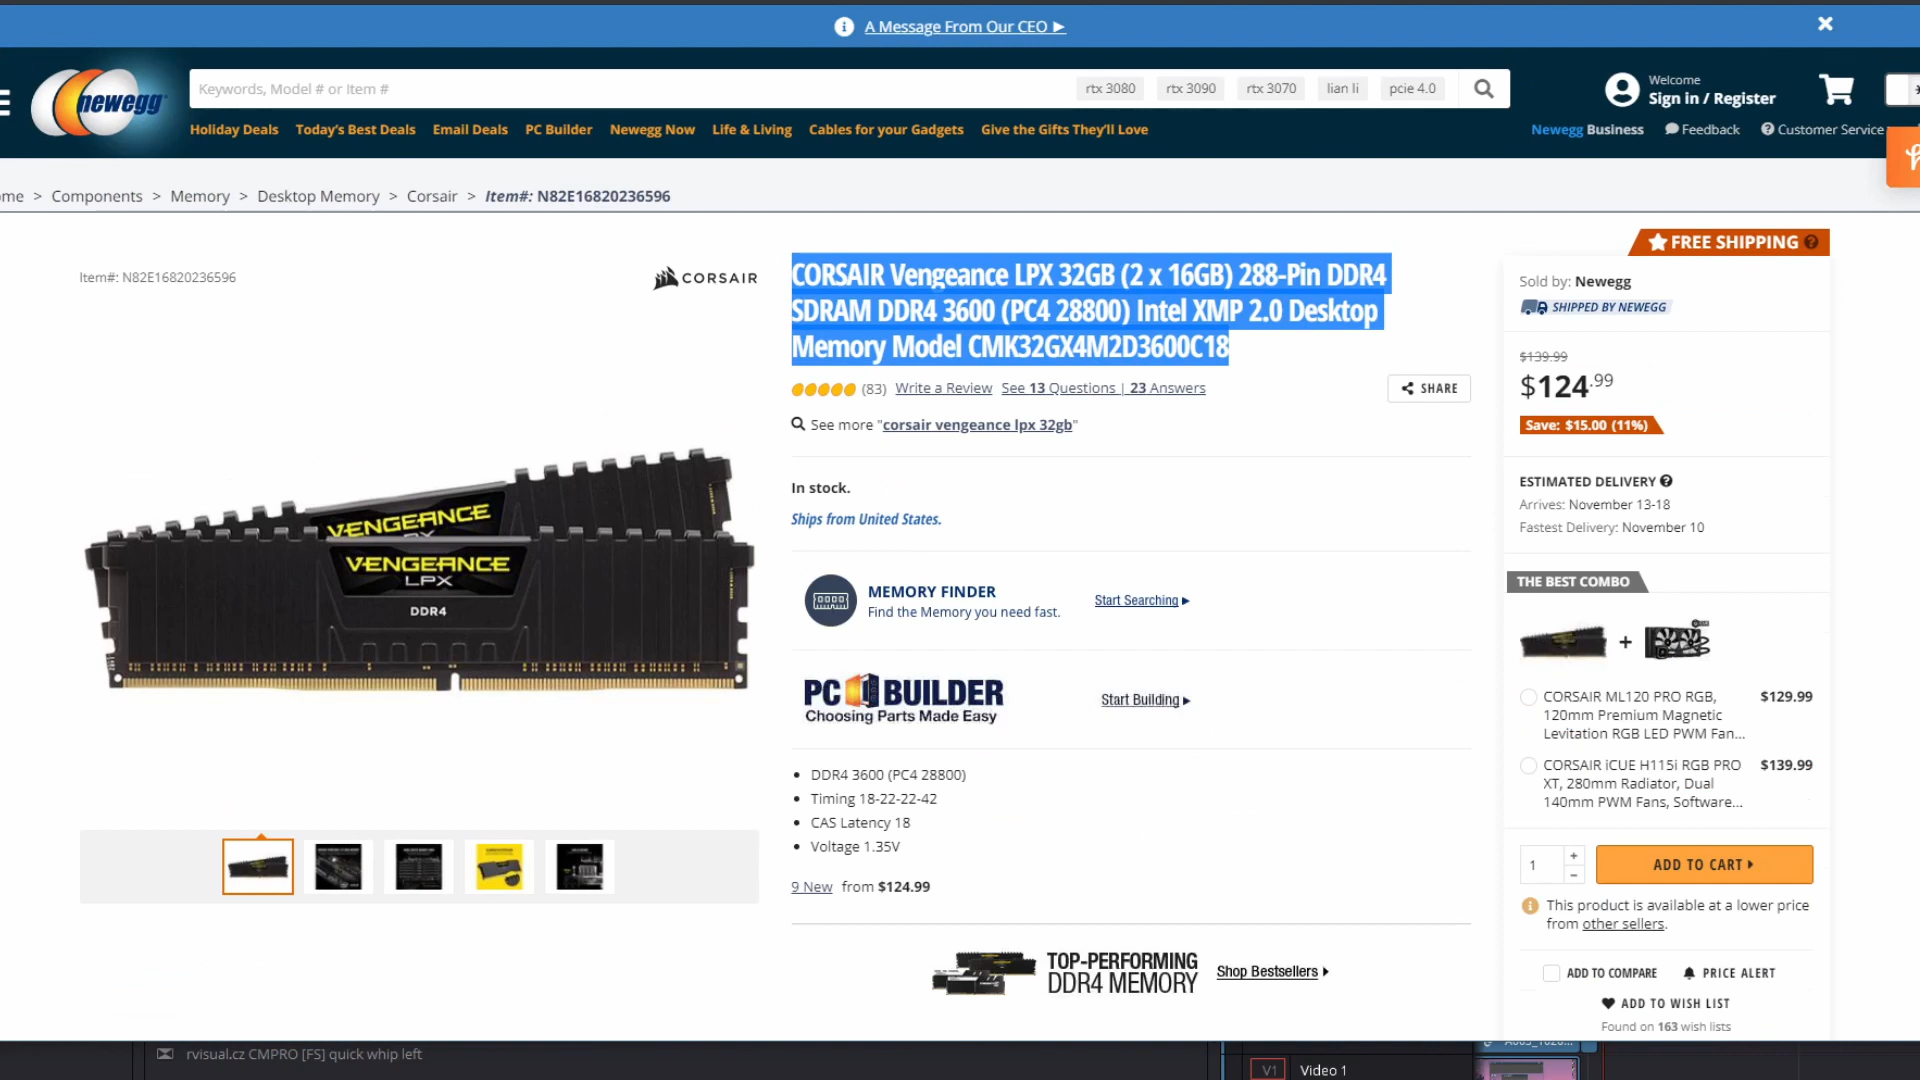 A Message From Our CEO ▶
newegg
Keywords, Model # or Item #
rtx 3080
rtx 3090
rtx 3070
lian li
pcie 4.0
Welcome
Sign in / Register
Holiday Deals
Today's Best Deals
Email Deals
PC Builder
Newegg Now
Life & Living
Cables for your Gadgets
Give the Gifts They'll Love
Newegg Business
Feedback
Customer Service
me > Components > Memory > Desktop Memory > Corsair > Item#: N82E16820236596
FREE SHIPPING
Item#: N82E16820236596
CORSAIR
CORSAIR Vengeance LPX 32GB (2 x 16GB) 288-Pin DDR4
SDRAM DDR4 3600 (PC4 28800) Intel XMP 2.0 Desktop
Memory Model CMK32GX4M2D3600C18
(83) Write a Review See 13 Questions | 23 Answers
SHARE
See more "corsair vengeance lpx 32gb"
In stock.
Ships from United States.
VENGEANCE
VENGEANCE
LPX
DDR4
MEMORY FINDER
Find the Memory you need fast.
Start Searching ▶
PC BUILDER
Choosing Parts Made Easy
Start Building ▶
• DDR4 3600 (PC4 28800)
• Timing 18-22-22-42
• CAS Latency 18
• Voltage 1.35V
9 New from $124.99
TOP-PERFORMING
DDR4 MEMORY
Shop Bestsellers
Sold by: Newegg
SHIPPED BY NEWEGG
$139.99
$124.99
Save: $15.00 (11%)
ESTIMATED DELIVERY
Arrives: November 13-18
Fastest Delivery: November 10
THE BEST COMBO
+
CORSAIR ML120 PRO RGB, $129.99
120mm Premium Magnetic
Levitation RGB LED PWM Fan...
CORSAIR iCUE H115i RGB PRO $139.99
XT, 280mm Radiator, Dual
140mm PWM Fans, Software...
1
+
−
ADD TO CART
This product is available at a lower price
from other sellers.
ADD TO COMPARE
PRICE ALERT
ADD TO WISH LIST
Found on 163 wish lists
rvisual.cz CMPRO [FS] quick whip left
V1
Video 1